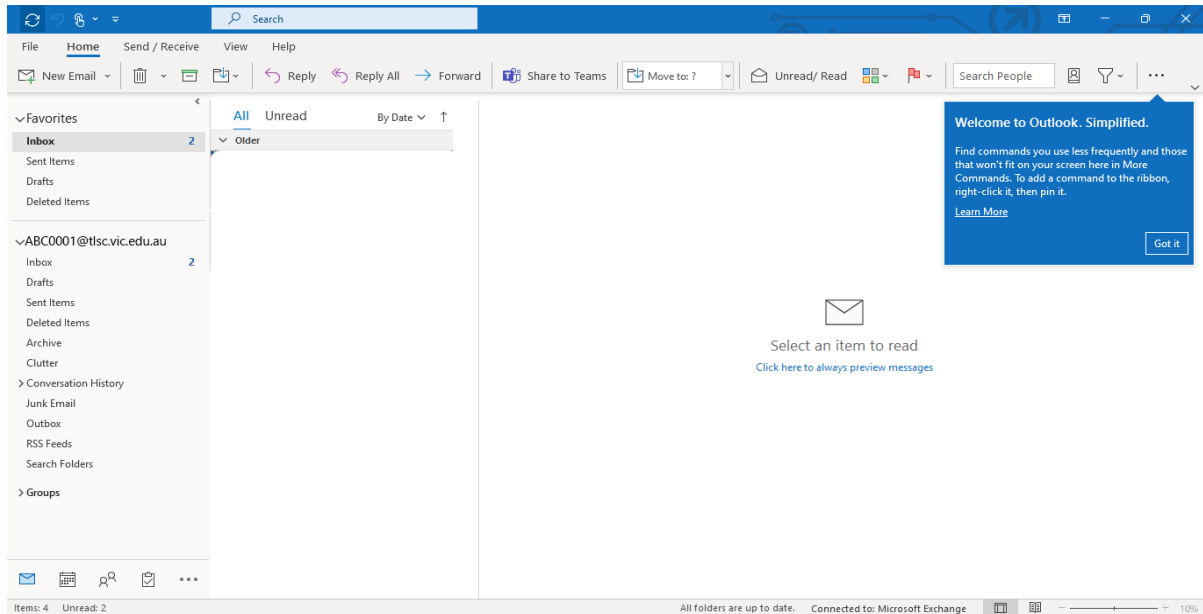 Search
File Home Send / Receive View Help
New Email Reply Reply All Forward Share to Teams Move to: ? Unread/ Read Search People
Favorites
Inbox 2
Sent Items
Drafts
Deleted Items
ABC0001@tlsc.vic.edu.au
Inbox 2
Drafts
Sent Items
Deleted Items
Archive
Clutter
Conversation History
Junk Email
Outbox
RSS Feeds
Search Folders
Groups
All Unread By Date
Older
Select an item to read
Click here to always preview messages
Welcome to Outlook. Simplified.
Find commands you use less frequently and those
that won't fit on your screen here in More
Commands. To add a command to the ribbon,
right-click it, then pin it.
Learn More
Got it
Items: 4 Unread: 2 All folders are up to date. Connected to: Microsoft Exchange 10%